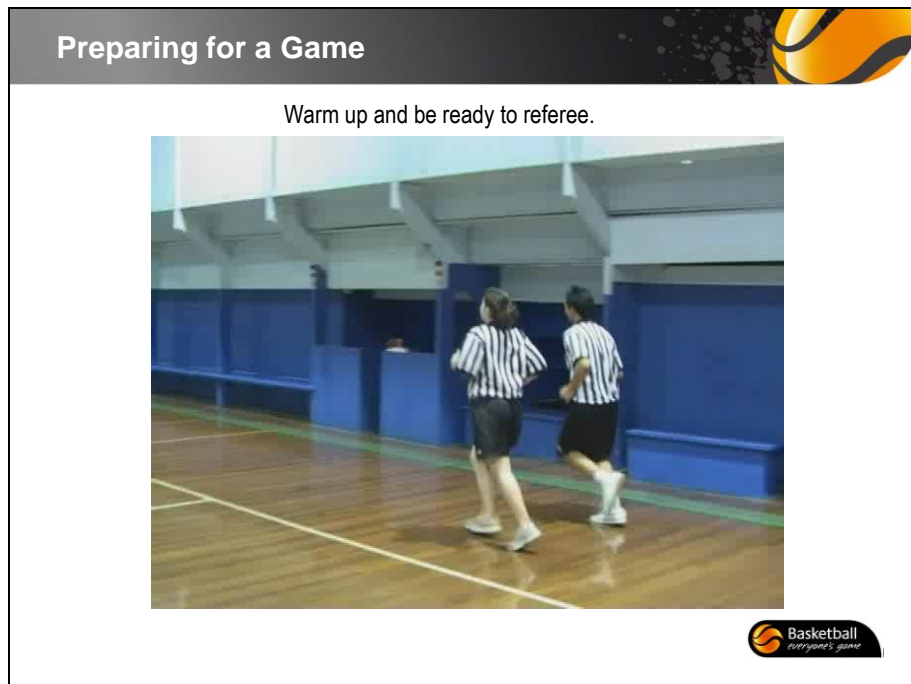 Preparing for a Game
Warm up and be ready to referee.
Basketball
everyone's game